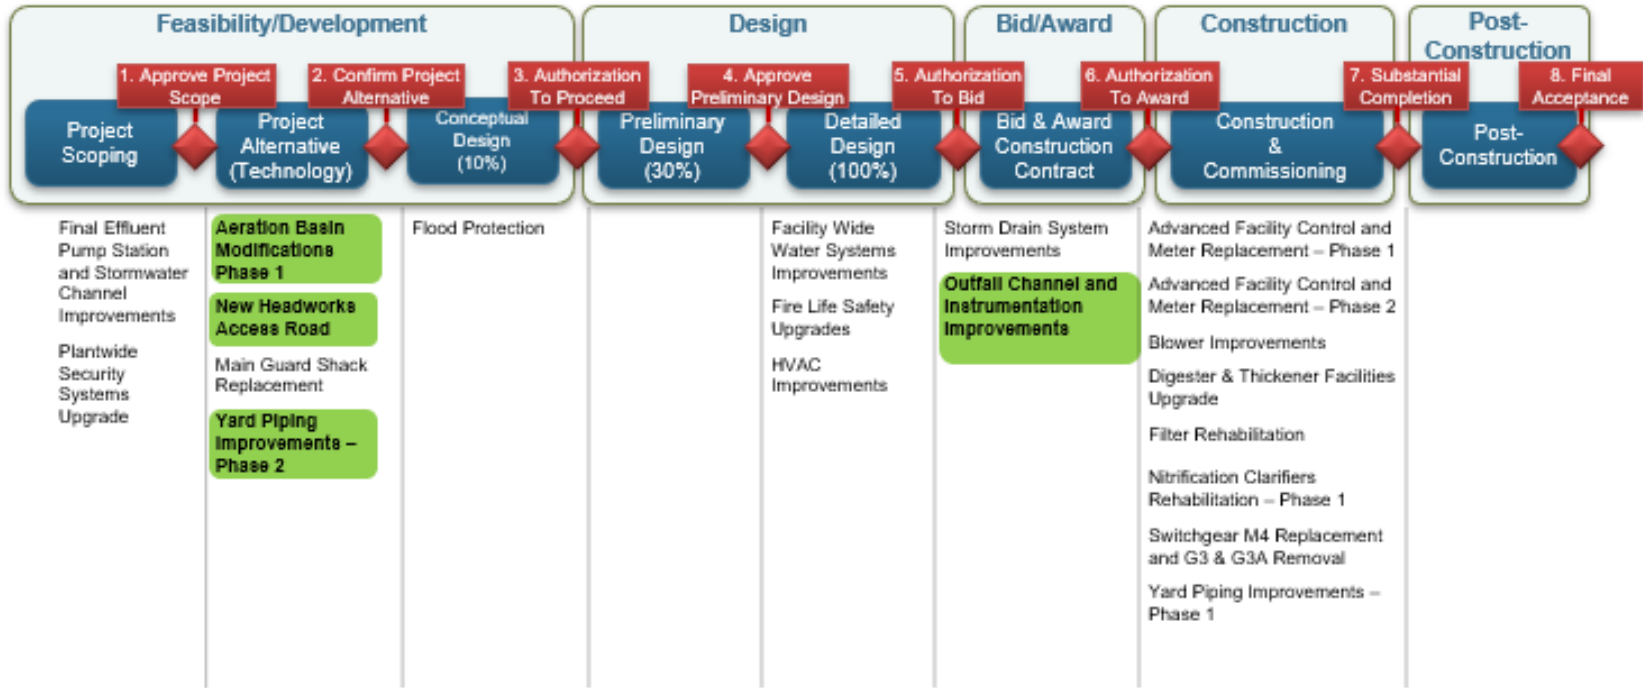 Feasibility/Development
Design
Bid/Award
Construction
Post-
Construction
1. Approve Project
Scope
2. Confirm Project
Alternative
3. Authorization
To Proceed
4. Approve
Preliminary Design
5. Authorization
To Bid
6. Authorization
To Award
7. Substantial
Completion
8. Final
Acceptance
Project
Scoping
Project
Alternative
(Technology)
Conceptual
Design
(10%)
Preliminary
Design
(30%)
Detailed
Design
(100%)
Bid & Award
Construction
Contract
Construction
&
Commissioning
Post-
Construction
Final Effluent
Pump Station
and Stormwater
Channel
Improvements
Plantwide
Security
Systems
Upgrade
Aeration Basin
Modifications
Phase 1
New Headworks
Access Road
Main Guard Shack
Replacement
Yard Piping
Improvements –
Phase 2
Flood Protection
Facility Wide
Water Systems
Improvements
Fire Life Safety
Upgrades
HVAC
Improvements
Storm Drain System
Improvements
Outfall Channel and
Instrumentation
Improvements
Advanced Facility Control and
Meter Replacement – Phase 1
Advanced Facility Control and
Meter Replacement – Phase 2
Blower Improvements
Digester & Thickener Facilities
Upgrade
Filter Rehabilitation
Nitrification Clarifiers
Rehabilitation – Phase 1
Switchgear M4 Replacement
and G3 & G3A Removal
Yard Piping Improvements –
Phase 1